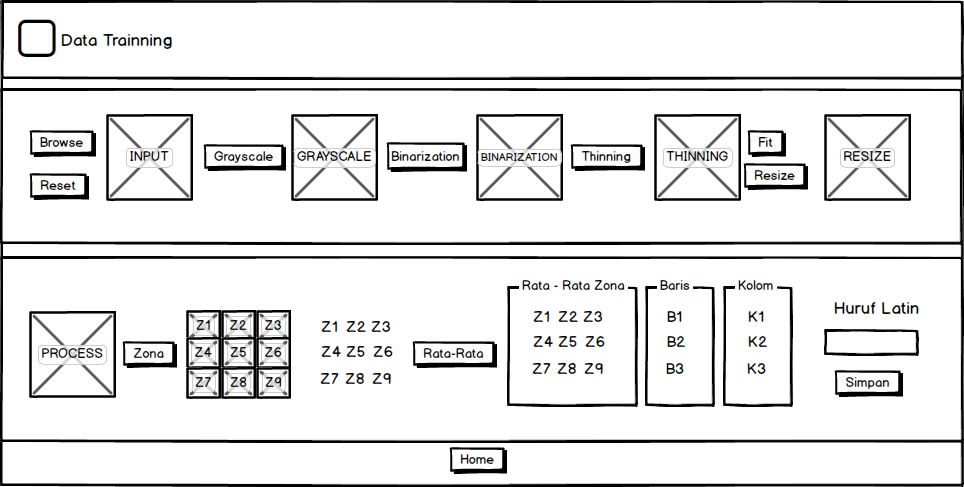 Data Trainning
Browse
Reset
INPUT
Grayscale
GRAYSCALE
Binarization
BINARIZATION
Thinning
THINNING
Fit
Resize
RESIZE
PROCESS
Zona
Z1 Z2 Z3
Z4 Z5 Z6
Z7 Z8 Z9
Z1 Z2 Z3
Z4 Z5 Z6
Z7 Z8 Z9
Rata-Rata
Rata - Rata Zona
Z1 Z2 Z3
Z4 Z5 Z6
Z7 Z8 Z9
Baris
B1
B2
B3
Kolom
K1
K2
K3
Huruf Latin
Simpan
Home